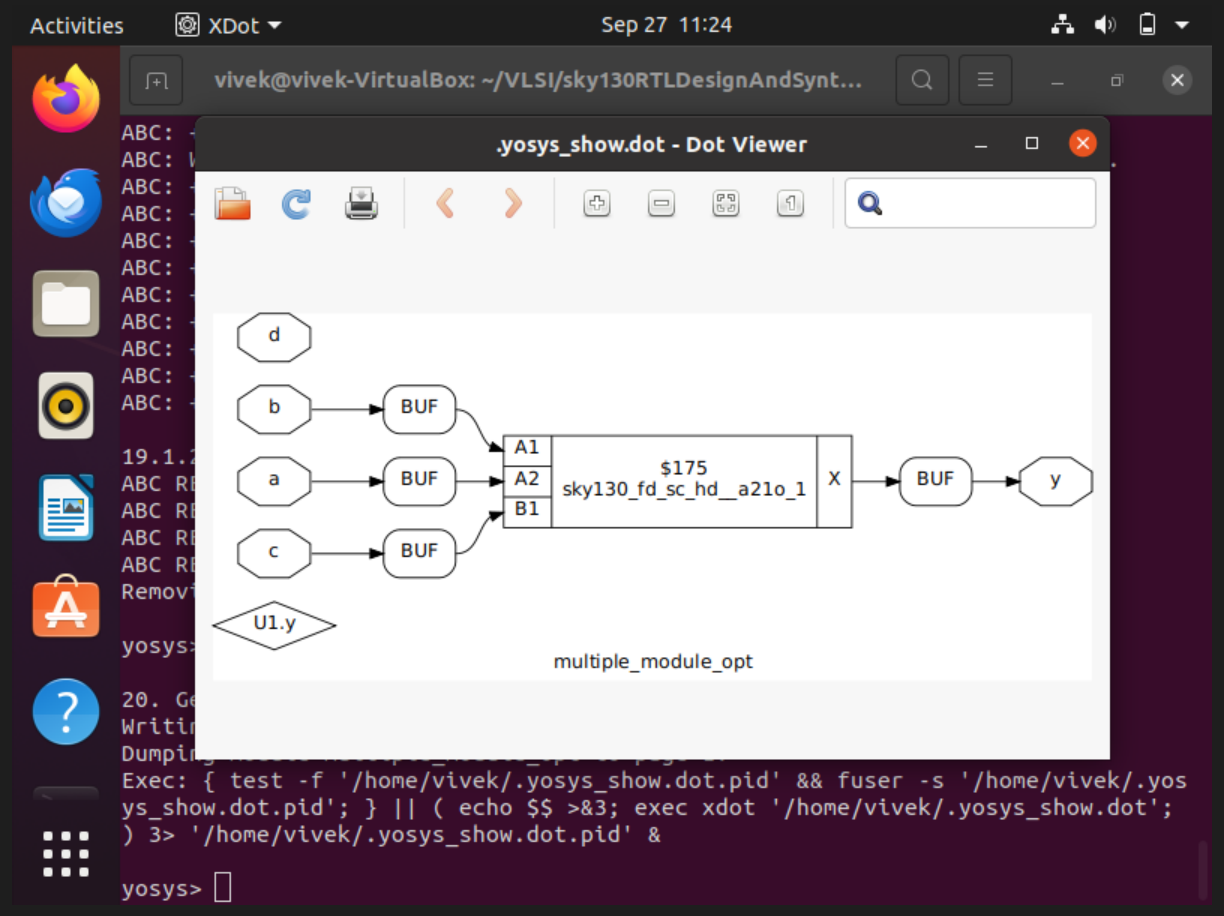 Activities
XDot
Sep 27 11:24
vivek@vivek-VirtualBox: ~/VLSI/sky130RTLDesignAndSynt...
.yosys_show.dot - Dot Viewer
ABC:
ABC:
ABC:
ABC:
ABC:
ABC:
ABC:
ABC:
ABC:
ABC:
ABC:
19.1.2
ABC RE
ABC RE
ABC RE
ABC RE
Removi
yosys>
20. Ge
Writin
Dumpin
d
b
BUF
a
BUF
c
BUF
A1
A2
B1
$175
sky130_fd_sc_hd__a21o_1
X
BUF
y
U1.y
multiple_module_opt
Exec: { test -f '/home/vivek/.yosys_show.dot.pid' && fuser -s '/home/vivek/.yos
ys_show.dot.pid'; } || ( echo $$ >&3; exec xdot '/home/vivek/.yosys_show.dot';
) 3> '/home/vivek/.yosys_show.dot.pid' &
yosys>